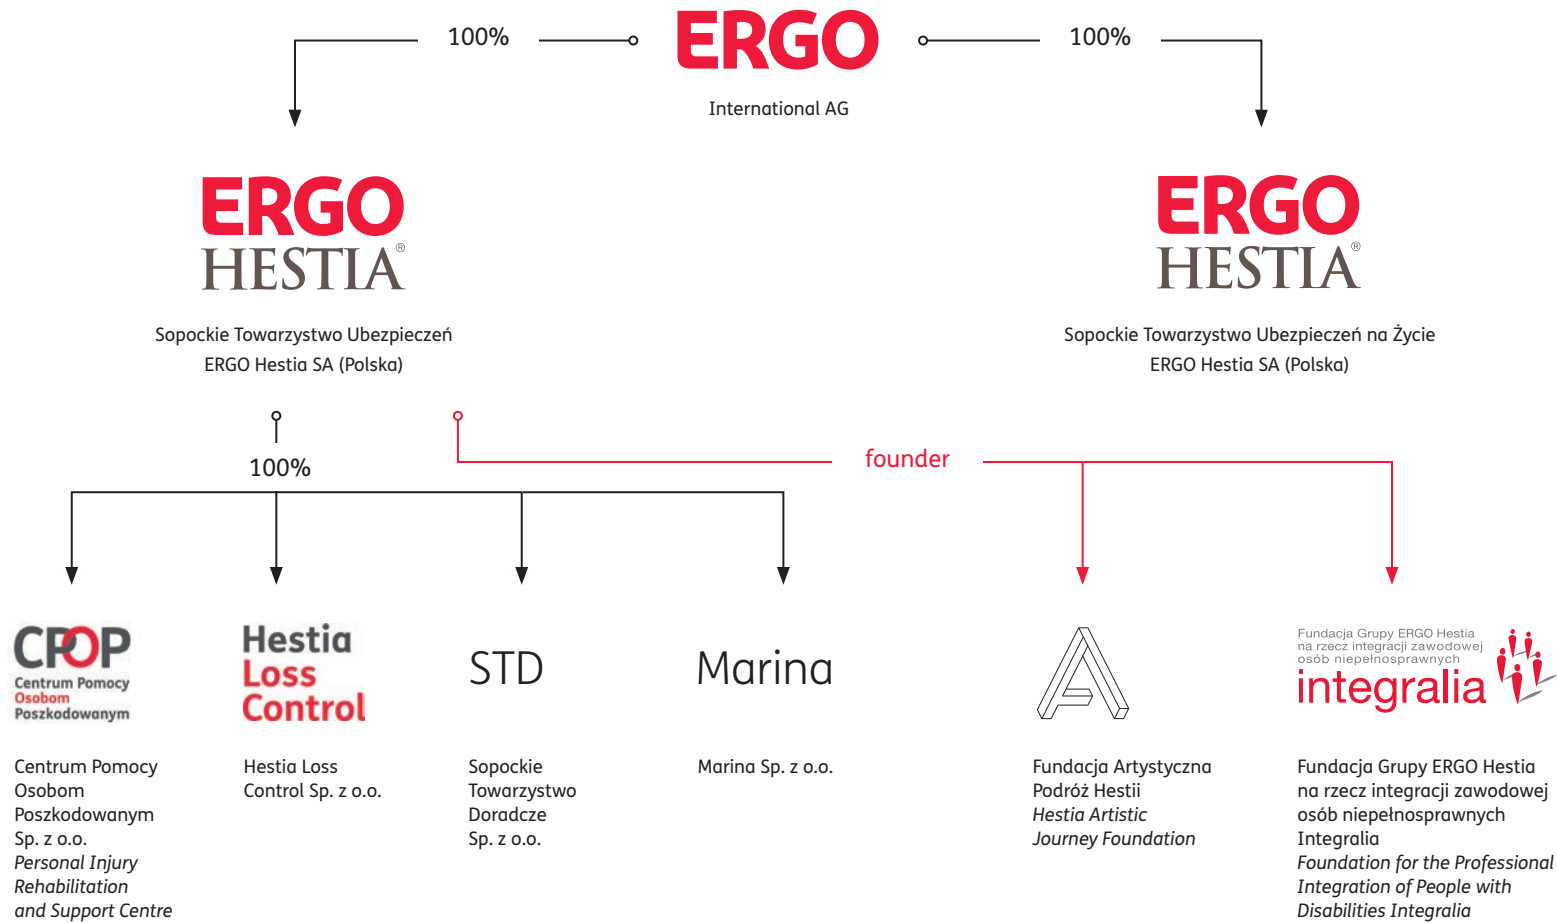 100%
ERGO
100%
International AG
ERGO
HESTIA®
ERGO
HESTIA®
Sopockie Towarzystwo Ubezpieczeń
ERGO Hestia SA (Polska)
Sopockie Towarzystwo Ubezpieczeń na Życie
ERGO Hestia SA (Polska)
100%
founder
CPOP
Centrum Pomocy
Osobom
Poszkodowanym
Hestia
Loss
Control
STD
Marina
Fundacja Grupy ERGO Hestia
na rzecz integracji zawodowej
osób niepełnosprawnych
integralia
Centrum Pomocy
Osobom
Poszkodowanym
Sp. z o.o.
Personal Injury
Rehabilitation
and Support Centre
Hestia Loss
Control Sp. z o.o.
Sopockie
Towarzystwo
Doradcze
Sp. z o.o.
Marina Sp. z o.o.
Fundacja Artystyczna
Podróż Hestii
Hestia Artistic
Journey Foundation
Fundacja Grupy ERGO Hestia
na rzecz integracji zawodowej
osób niepełnosprawnych
Integralia
Foundation for the Professional
Integration of People with
Disabilities Integralia